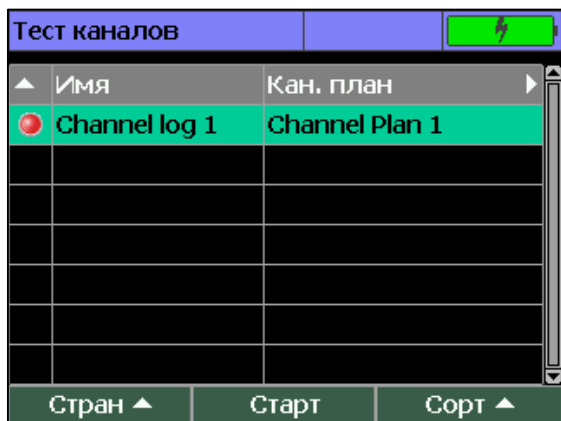 Тест каналов
Имя Кан. план
Channel log 1 Channel Plan 1
Стран Старт Сорт